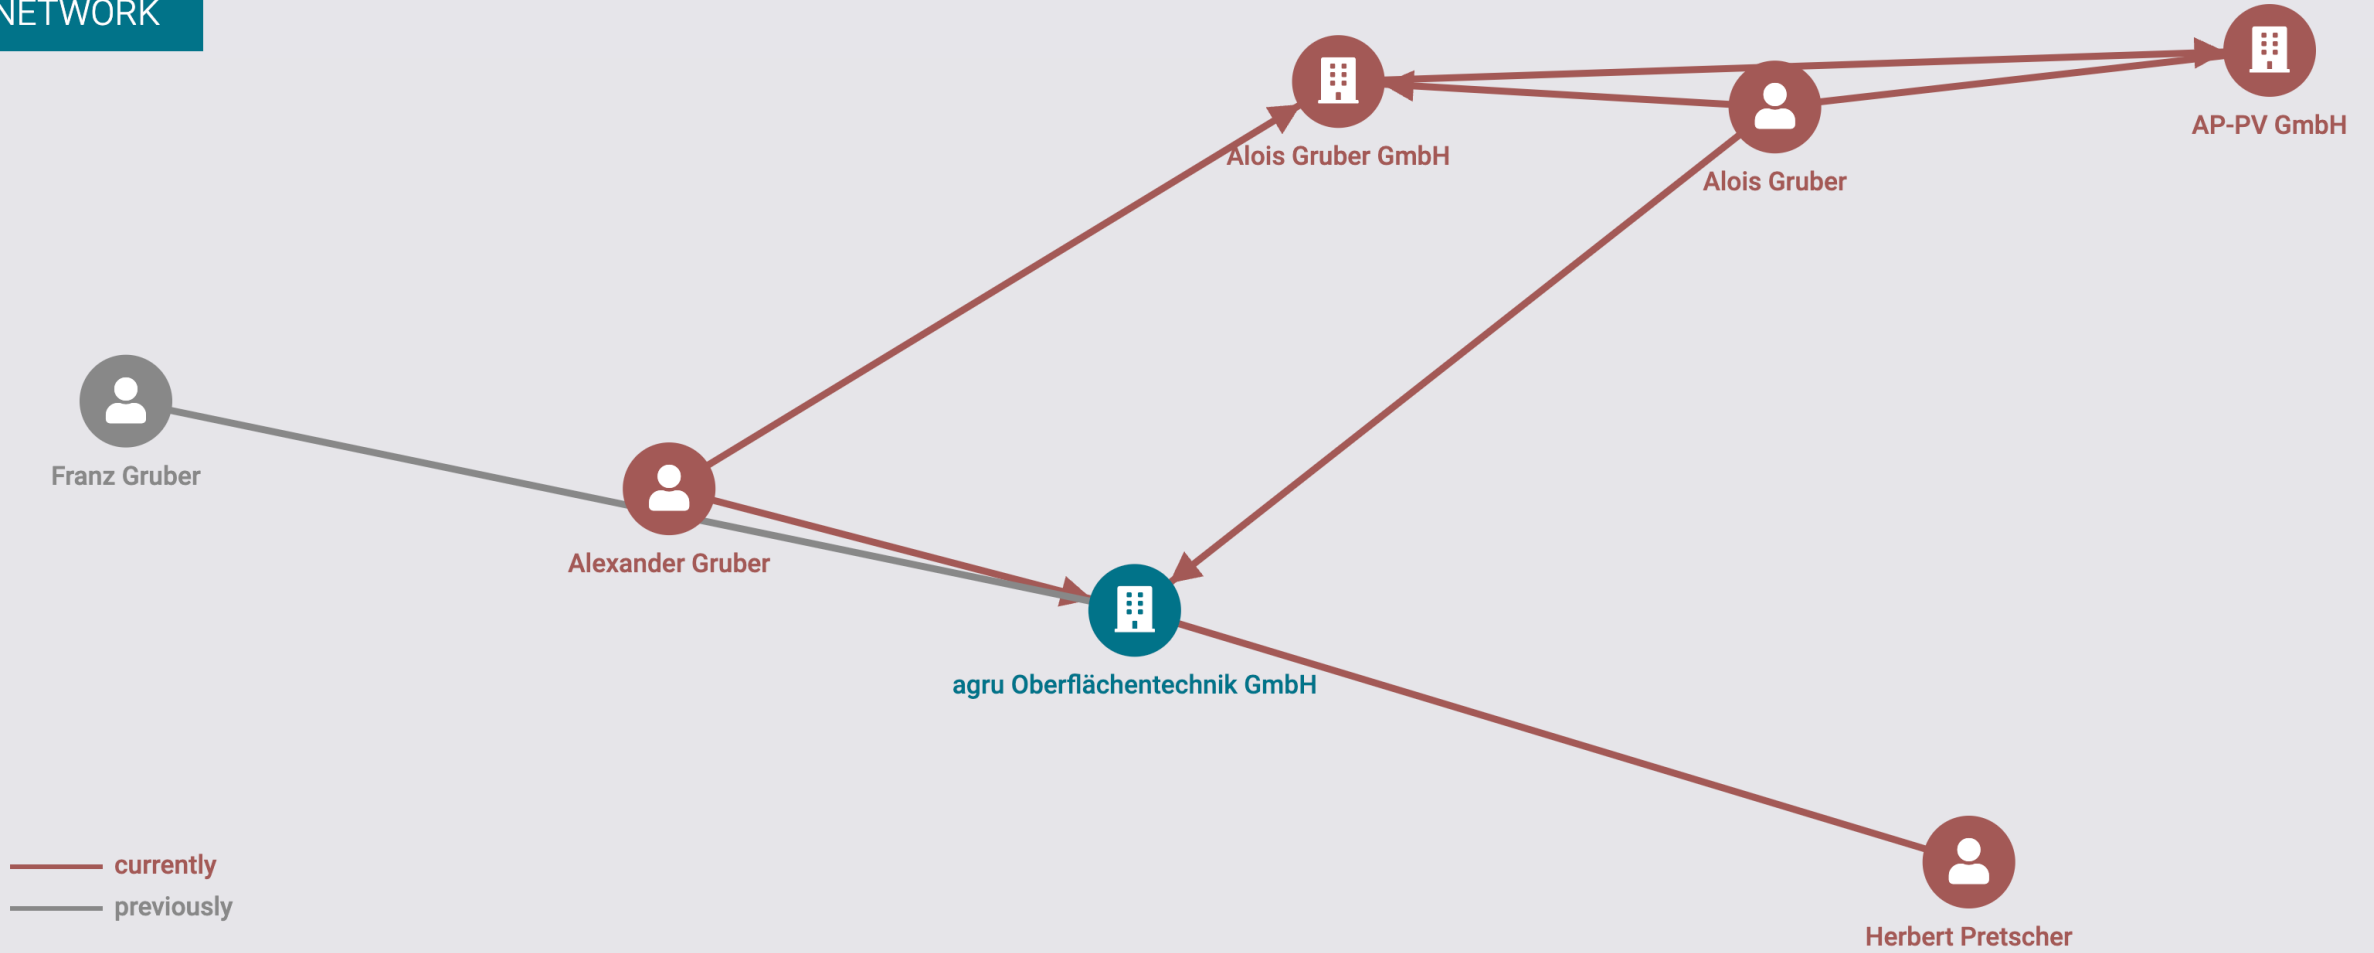 NETWORK
Alois Gruber GmbH
Alois Gruber
AP-PV GmbH
Franz Gruber
Alexander Gruber
agru Oberflächentechnik GmbH
currently
previously
Herbert Pretscher